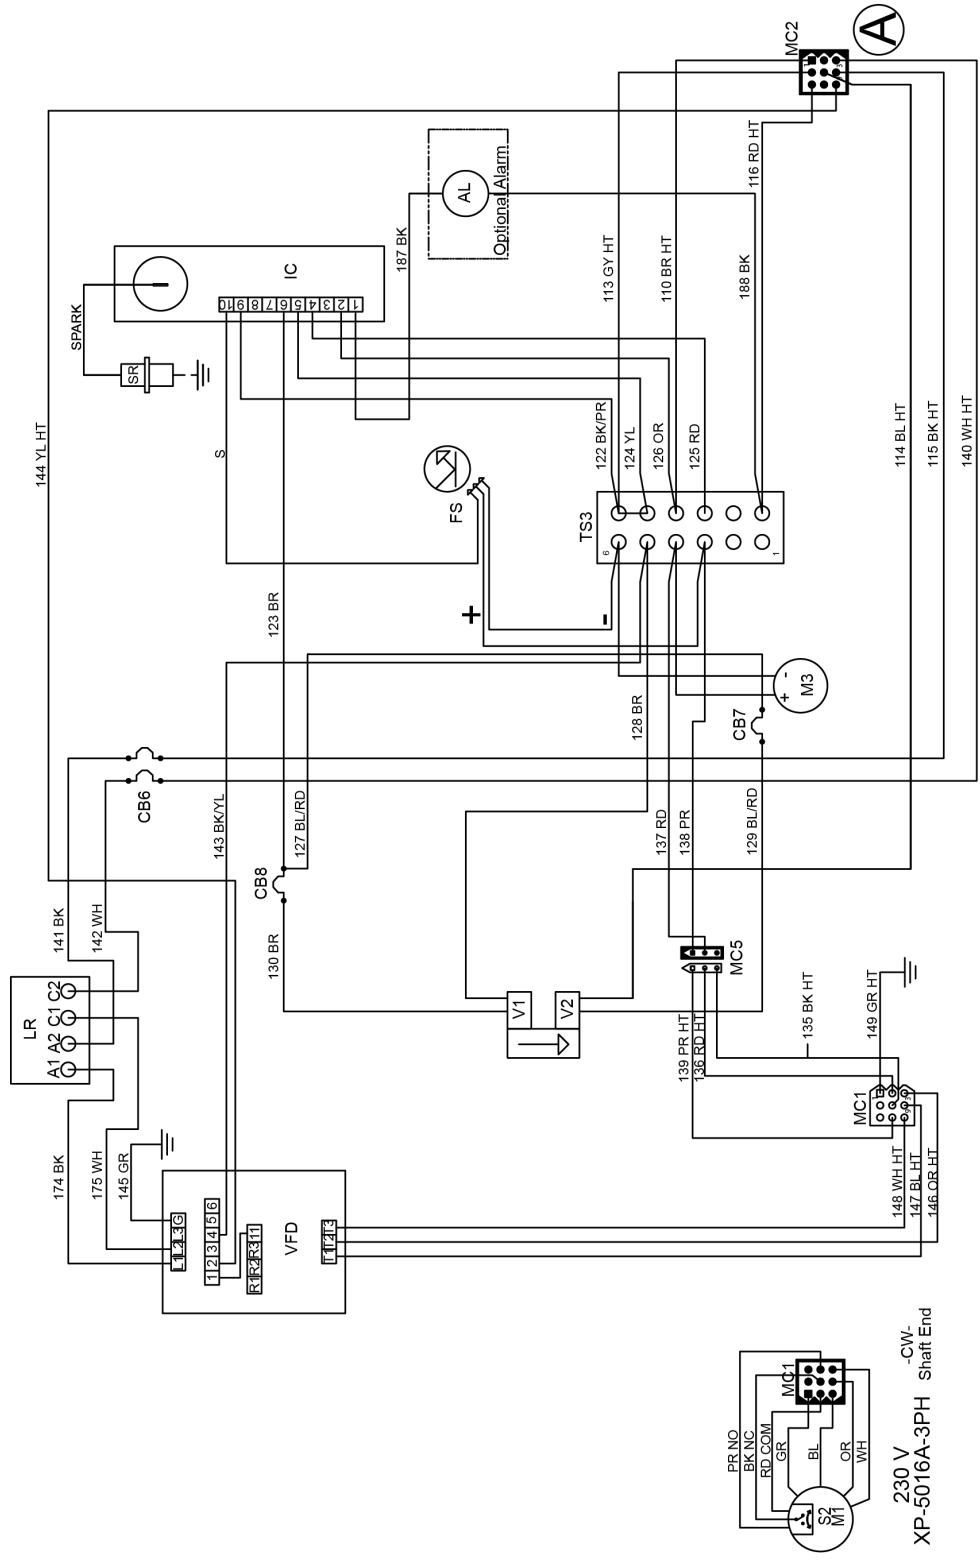 A
MC2
1
3
9
144 YL HT
SPARK
SR
IC
10
9
8
7
6
5
4
3
2
1
187 BK
AL
Optional Alarm
116 RD HT
113 GY HT
110 BR HT
188 BK
S
FS
122 BK/PR
124 YL
126 OR
125 RD
114 BL HT
115 BK HT
140 WH HT
TS3
6
1
+
-
123 BR
CB6
143 BK/YL
127 BL/RD
128 BR
CB7
+
-
M3
CB8
130 BR
137 RD
138 PR
129 BL/RD
141 BK
142 WH
LR
A1
A2
C1
C2
V1
V2
MC5
139 PR HT
136 RD HT
135 BK HT
149 GR HT
MC1
1
3
9
174 BK
175 WH
145 GR
148 WH HT
147 BL HT
146 OR HT
L1
L2
L3
G
1
2
3
4
5
6
R1
R2
R3
11
VFD
T1
T2
T3
MC1
PR NO
BK NC
RD COM
GR
BL
OR
WH
S2
M1
230 V
XP-5016A-3PH
-CW-
Shaft End